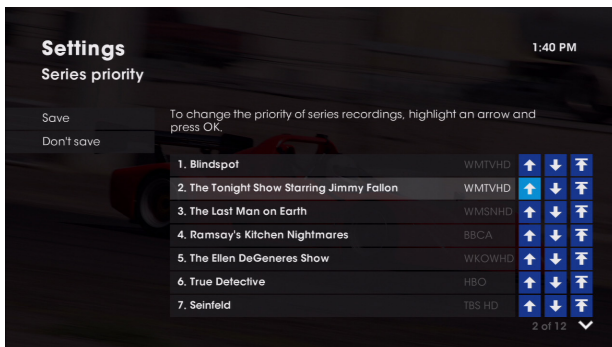 Settings
1:40 PM
Series priority
Save
Don't save
To change the priority of series recordings, highlight an arrow and
press OK.
1. Blindspot WMTVHD
2. The Tonight Show Starring Jimmy Fallon WMTVHD
3. The Last Man on Earth WMSNHD
4. Ramsay's Kitchen Nightmares BBCA
5. The Ellen DeGeneres Show WKOWHD
6. True Detective HBO
7. Seinfeld TBS HD
2 of 12